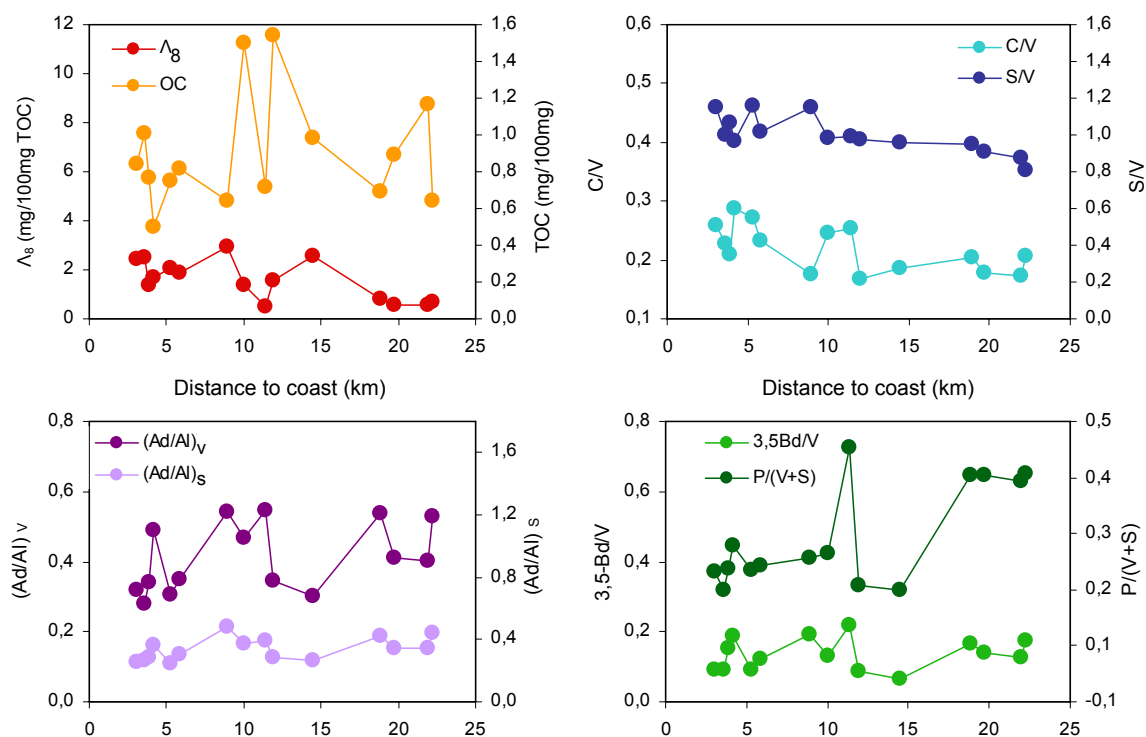 12
10
8
6
4
2
0
Λ₈ (mg/100mg TOC)
Λ8
OC
1,6
1,4
1,2
1,0
0,8
0,6
0,4
0,2
0,0
TOC (mg/100mg)
0 5 10 15 20 25
Distance to coast (km)
0,6
0,5
0,4
0,3
0,2
0,1
C/V
C/V
S/V
1,6
1,4
1,2
1,0
0,8
0,6
0,4
0,2
0,0
S/V
0 5 10 15 20 25
Distance to coast (km)
0,8
0,6
0,4
0,2
0,0
(Ad/Al) V
(Ad/Al)V
(Ad/Al)S
1,6
1,2
0,8
0,4
0,0
(Ad/Al) S
0 5 10 15 20 25
0,8
0,6
0,4
0,2
0,0
3,5-Bd/V
3,5Bd/V
P/(V+S)
0,5
0,4
0,3
0,2
0,1
-0,1
P/(V+S)
0 5 10 15 20 25